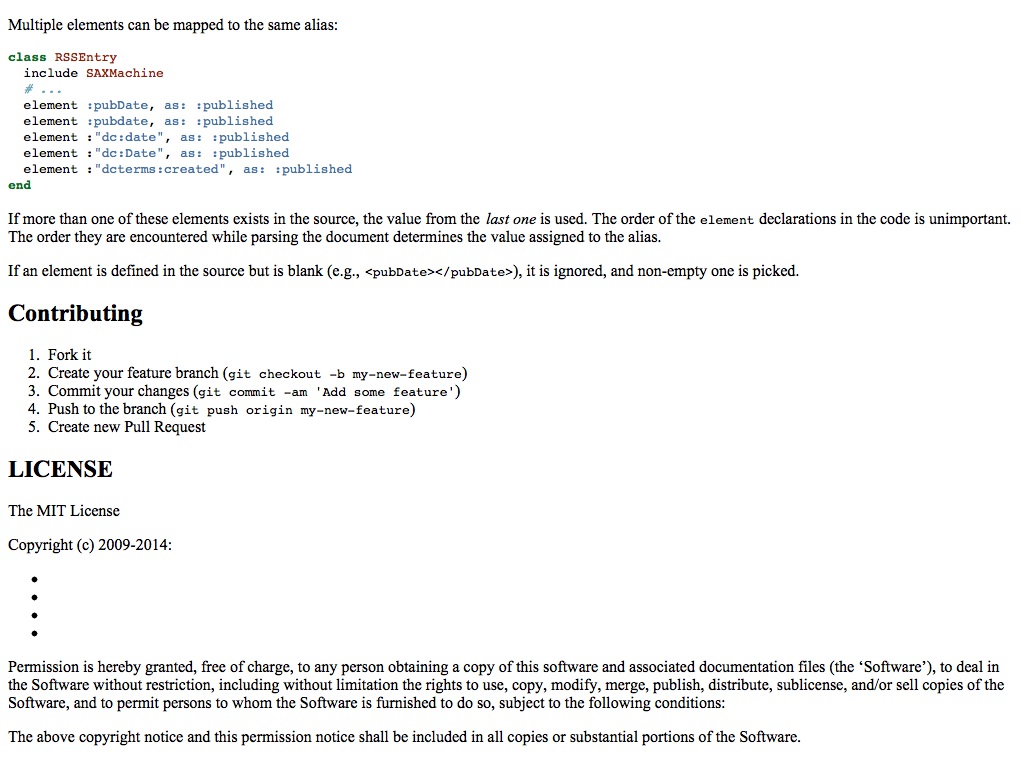 Multiple elements can be mapped to the same alias:
class RSSEntry
  include SAXMachine
  # ...
  element :pubDate, as: :published
  element :pubdate, as: :published
  element :"dc:date", as: :published
  element :"dc:Date", as: :published
  element :"dcterms:created", as: :published
end
If more than one of these elements exists in the source, the value from the last one is used. The order of the element declarations in the code is unimportant.
The order they are encountered while parsing the document determines the value assigned to the alias.
If an element is defined in the source but is blank (e.g., <pubDate></pubDate>), it is ignored, and non-empty one is picked.
Contributing
1. Fork it
2. Create your feature branch (git checkout -b my-new-feature)
3. Commit your changes (git commit -am 'Add some feature')
4. Push to the branch (git push origin my-new-feature)
5. Create new Pull Request
LICENSE
The MIT License
Copyright (c) 2009-2014:
•
•
•
•
Permission is hereby granted, free of charge, to any person obtaining a copy of this software and associated documentation files (the ‘Software’), to deal in
the Software without restriction, including without limitation the rights to use, copy, modify, merge, publish, distribute, sublicense, and/or sell copies of the
Software, and to permit persons to whom the Software is furnished to do so, subject to the following conditions:
The above copyright notice and this permission notice shall be included in all copies or substantial portions of the Software.